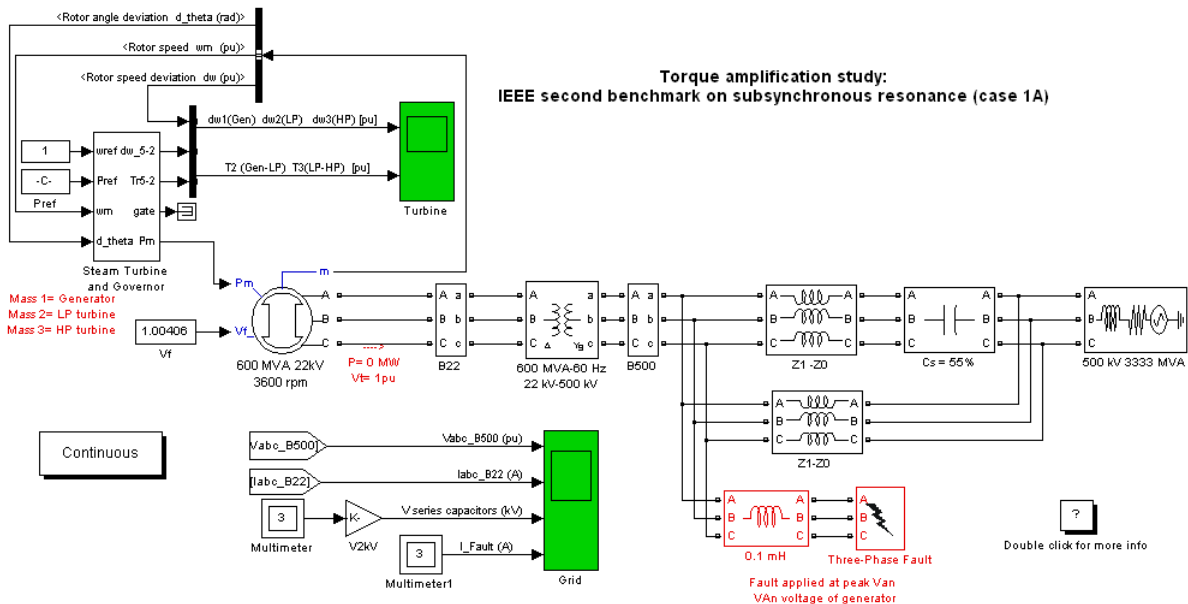 <Rotor angle deviation d_theta (rad)>
<Rotor speed wm (pu)>
<Rotor speed deviation dw (pu)>
Torque amplification study:
IEEE second benchmark on subsynchronous resonance (case 1A)
dw1(Gen) dw2(LP) dw3(HP) [pu]
T2 (Gen-LP) T3(LP-HP) [pu]
Turbine
1
wref dw_5-2
-C-
Pref
Pref Tr5-2
wm gate
d_theta Pm
Steam Turbine
and Governor
Mass 1= Generator
Mass 2= LP turbine
Mass 3= HP turbine
1.00406
Vf
m
Pm
Vf_
A
B
C
600 MVA 22kV
3600 rpm
P= 0 MW
Vt= 1pu
A a
B b
C c
B22
A a
B b
C c
Δ Yg
600 MVA-60 Hz
22 kV-500 kV
A a
B b
C c
B500
A A
B B
C C
Z1 -Z0
A A
B B
C C
Cs = 55%
A
B
C
500 kV 3333 MVA
A A
B B
C C
Z1-Z0
Continuous
Vabc_B500]
Vabc_B500 (pu)
[Iabc_B22]
Iabc_B22 (A)
3
Multimeter
K-
V2kV
V series capacitors (kV)
3
Multimeter1
I_Fault (A)
Grid
A A
B B
C C
0.1 mH
A
B
C
Three-Phase Fault
Fault applied at peak Van
VAn voltage of generator
?
Double click for more info